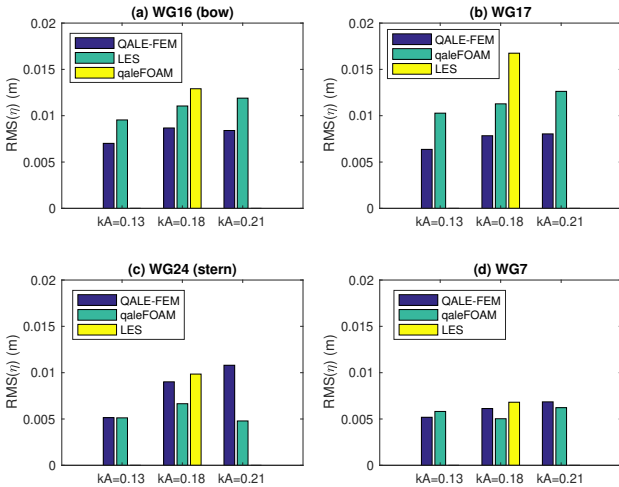 (a) WG16 (bow)
0.02
0.015
0.01
0.005
0
RMS(η) (m)
QALE-FEM
LES
qaleFOAM
kA=0.13 kA=0.18 kA=0.21
(b) WG17
0.02
0.015
0.01
0.005
0
RMS(η) (m)
QALE-FEM
qaleFOAM
LES
kA=0.13 kA=0.18 kA=0.21
(c) WG24 (stern)
0.02
0.015
0.01
0.005
0
RMS(η) (m)
QALE-FEM
qaleFOAM
LES
kA=0.13 kA=0.18 kA=0.21
(d) WG7
0.02
0.015
0.01
0.005
0
RMS(η) (m)
QALE-FEM
qaleFOAM
LES
kA=0.13 kA=0.18 kA=0.21